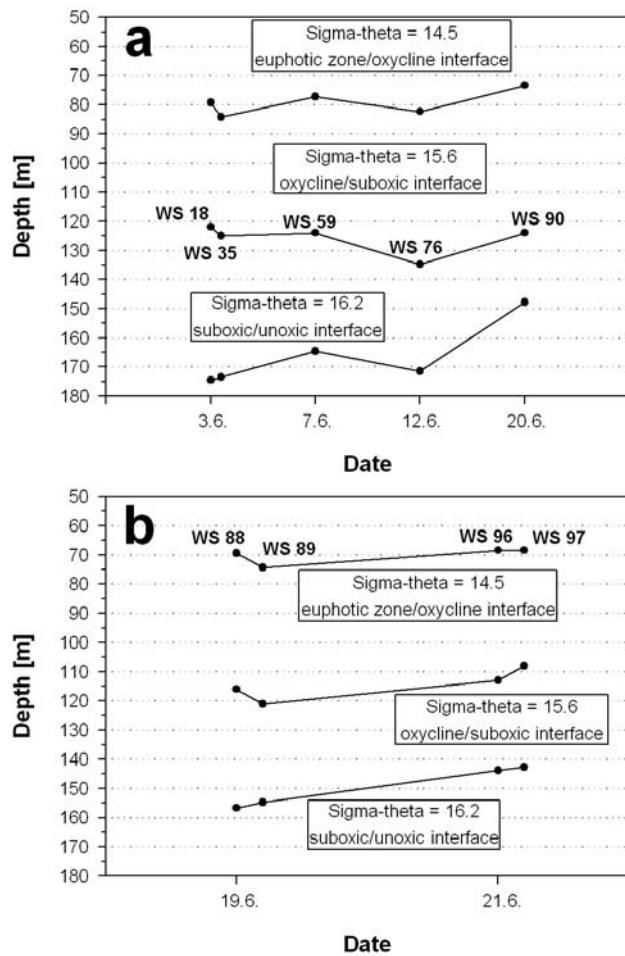 a
Sigma-theta = 14.5
euphotic zone/oxycline interface
Sigma-theta = 15.6
oxycline/suboxic interface
WS 18
WS 35
WS 59
WS 76
WS 90
Sigma-theta = 16.2
suboxic/unoxic interface
Depth [m]
50
60
70
80
90
100
110
120
130
140
150
160
170
180
3.6.
7.6.
12.6.
20.6.
Date
b
WS 88
WS 89
WS 96
WS 97
Sigma-theta = 14.5
euphotic zone/oxycline interface
Sigma-theta = 15.6
oxycline/suboxic interface
Sigma-theta = 16.2
suboxic/unoxic interface
Depth [m]
50
60
70
80
90
100
110
120
130
140
150
160
170
180
19.6.
21.6.
Date